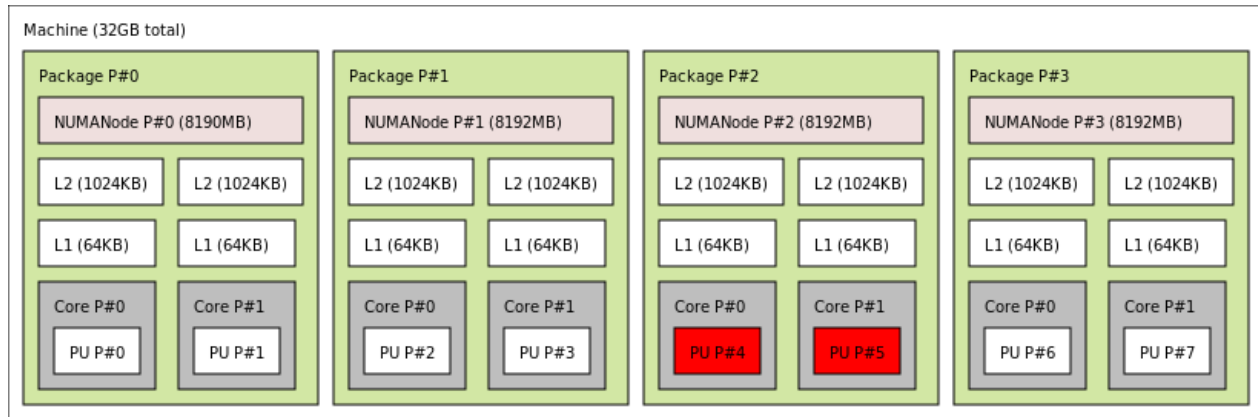 Machine (32GB total)
Package P#0
NUMANode P#0 (8190MB)
L2 (1024KB) L2 (1024KB)
L1 (64KB) L1 (64KB)
Core P#0 Core P#1
PU P#0 PU P#1
Package P#1
NUMANode P#1 (8192MB)
L2 (1024KB) L2 (1024KB)
L1 (64KB) L1 (64KB)
Core P#0 Core P#1
PU P#2 PU P#3
Package P#2
NUMANode P#2 (8192MB)
L2 (1024KB) L2 (1024KB)
L1 (64KB) L1 (64KB)
Core P#0 Core P#1
PU P#4 PU P#5
Package P#3
NUMANode P#3 (8192MB)
L2 (1024KB) L2 (1024KB)
L1 (64KB) L1 (64KB)
Core P#0 Core P#1
PU P#6 PU P#7